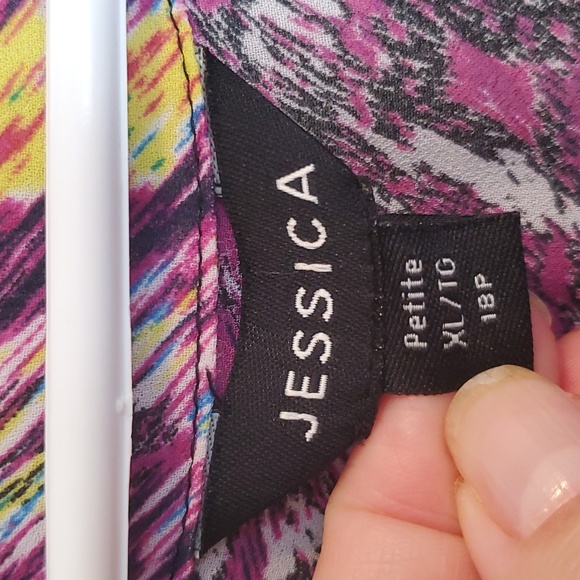 JESSICA
Petite
XL/TG
18P